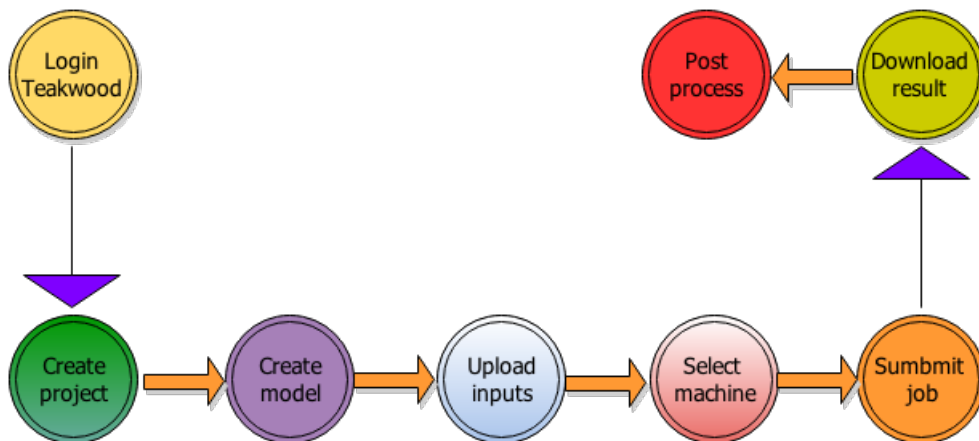 Login
Teakwood
Post
process
Download
result
Create
project
Create
model
Upload
inputs
Select
machine
Sumbmit
job